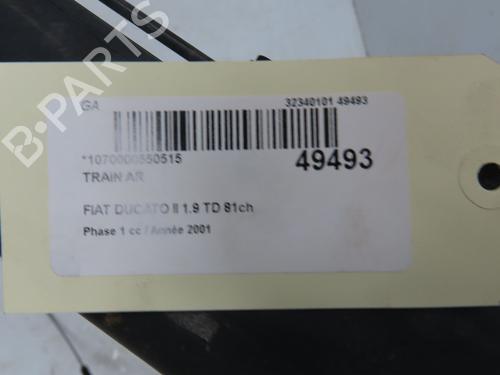 B-PARTS
GA
32340101 49493
*1070000550515
49493
TRAIN AR
FIAT DUCATO II 1.9 TD 81ch
Phase 1 cc / Année 2001